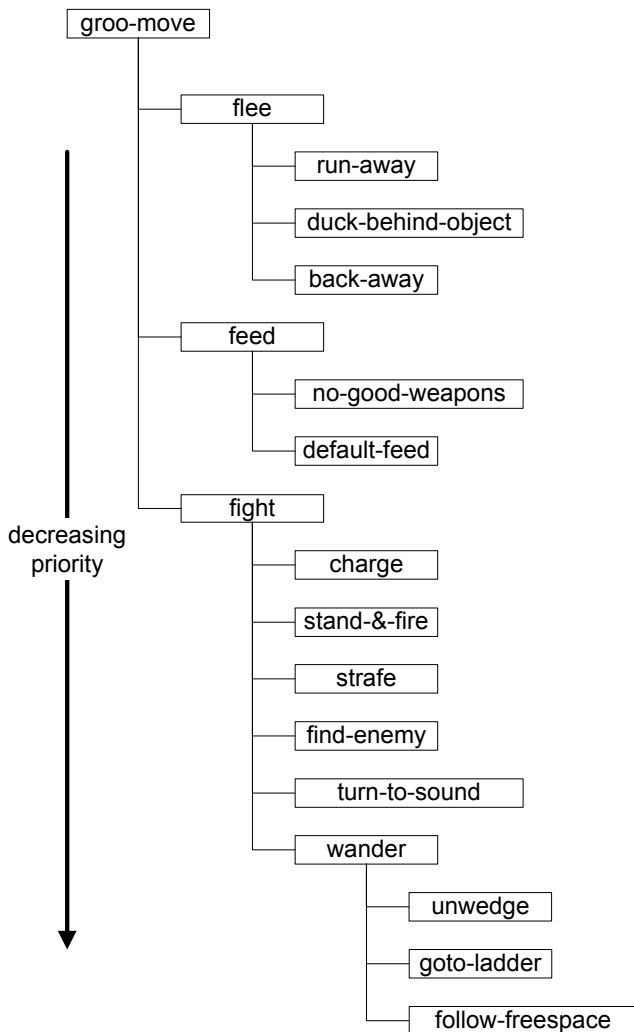 groo-move
flee
run-away
duck-behind-object
back-away
feed
no-good-weapons
default-feed
fight
decreasing
priority
charge
stand-&-fire
strafe
find-enemy
turn-to-sound
wander
unwedge
goto-ladder
follow-freespace